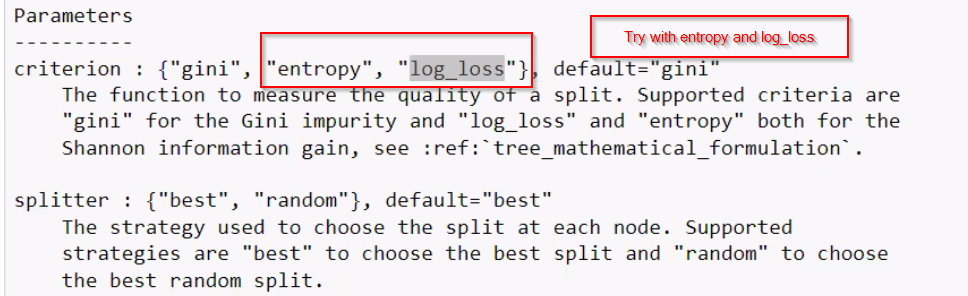 Parameters
----------
Try with entropy and log_loss
criterion : {"gini", "entropy", "log_loss"}, default="gini"
The function to measure the quality of a split. Supported criteria are
"gini" for the Gini impurity and "log_loss" and "entropy" both for the
Shannon information gain, see :ref:`tree_mathematical_formulation`.
splitter : {"best", "random"}, default="best"
The strategy used to choose the split at each node. Supported
strategies are "best" to choose the best split and "random" to choose
the best random split.